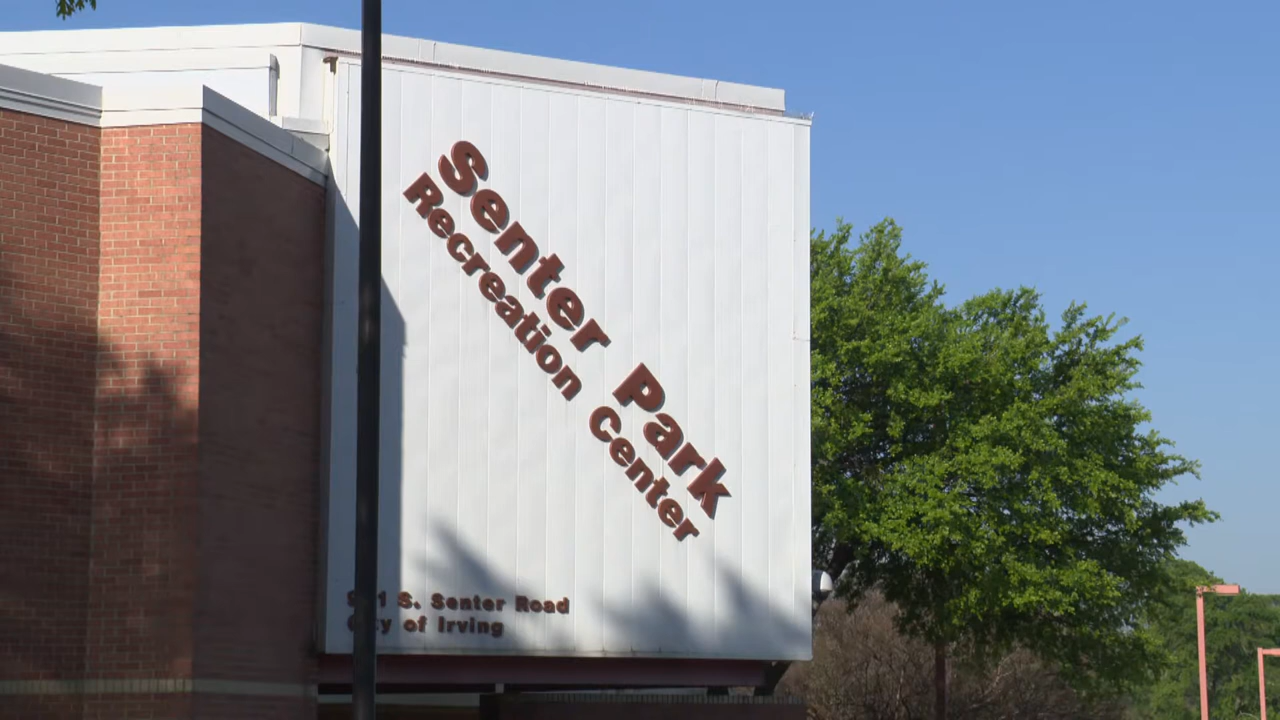 Senter Park
Recreation Center
S. Senter Road
City of Irving